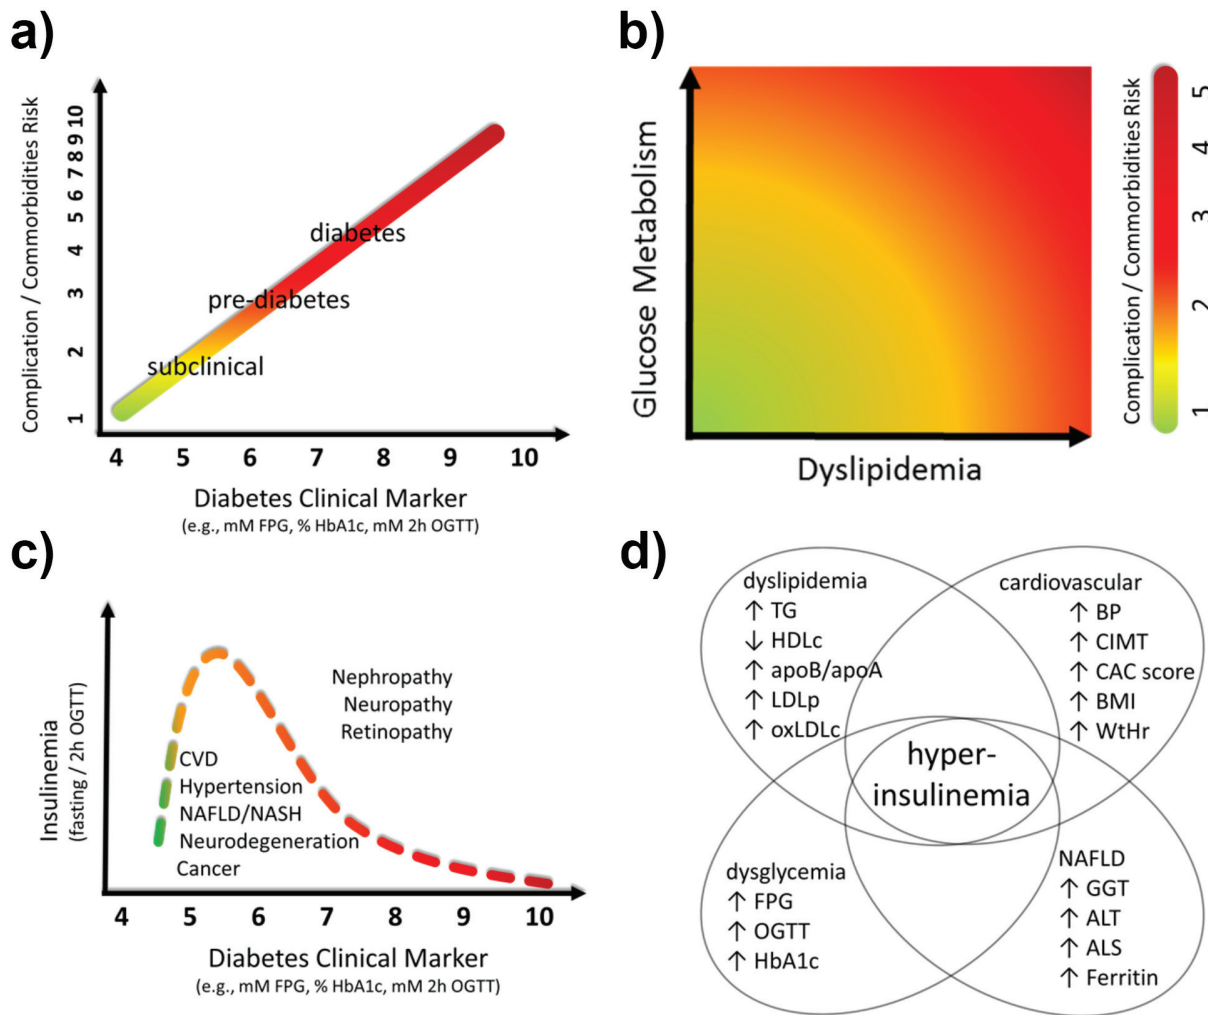 a)
Complication / Commorbidities Risk
10
9
8
7
6
5
4
3
2
1
diabetes
pre-diabetes
subclinical
4 5 6 7 8 9 10
Diabetes Clinical Marker
(e.g., mM FPG, % HbA1c, mM 2h OGTT)
b)
Glucose Metabolism
Dyslipidemia
Complication / Commorbidities Risk
5
4
3
2
1
c)
Insulinemia
(fasting / 2h OGTT)
Nephropathy
Neuropathy
Retinopathy
CVD
Hypertension
NAFLD/NASH
Neurodegeneration
Cancer
4 5 6 7 8 9 10
Diabetes Clinical Marker
(e.g., mM FPG, % HbA1c, mM 2h OGTT)
d)
dyslipidemia
↑ TG
↓ HDLc
↑ apoB/apoA
↑ LDLp
↑ oxLDLc
cardiovascular
↑ BP
↑ CIMT
↑ CAC score
↑ BMI
↑ WtHr
hyper-
insulinemia
dysglycemia
↑ FPG
↑ OGTT
↑ HbA1c
NAFLD
↑ GGT
↑ ALT
↑ ALS
↑ Ferritin